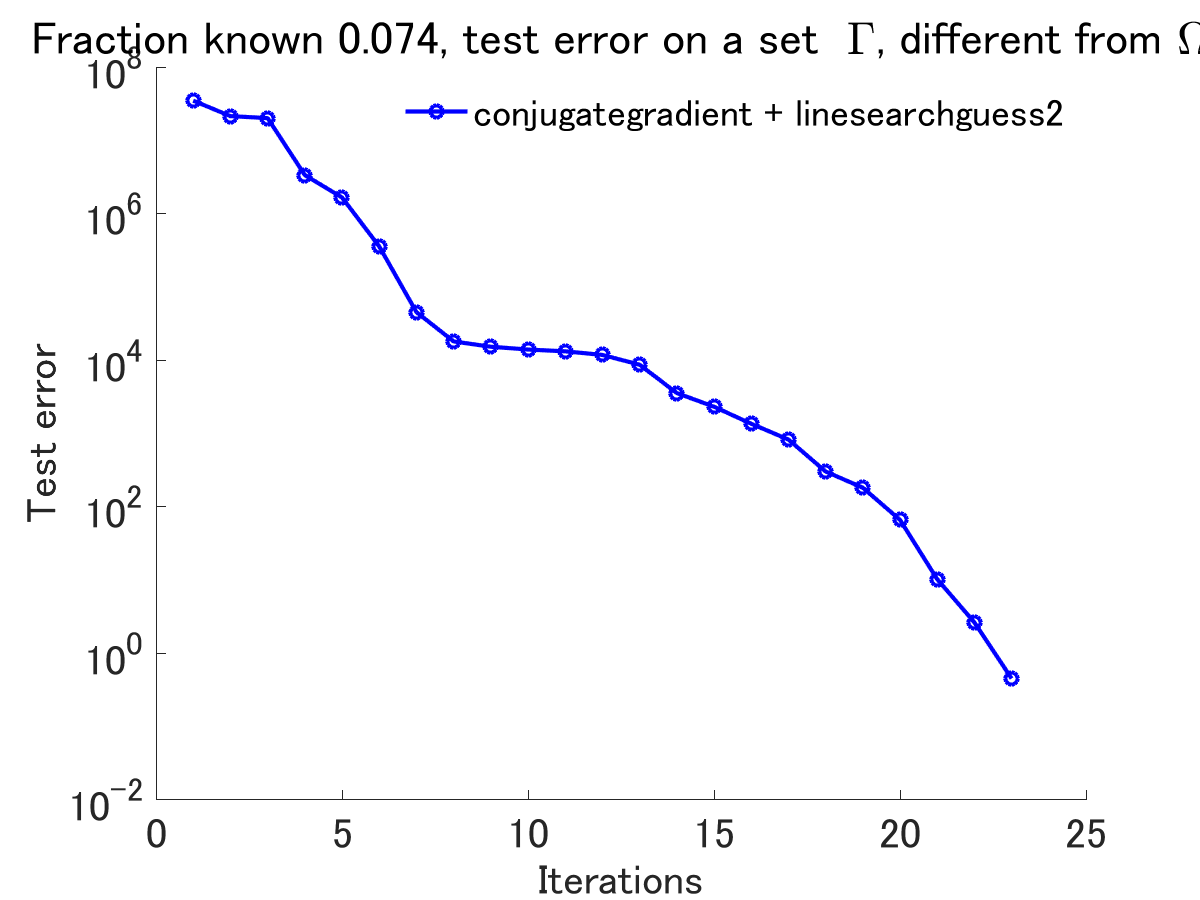 Fraction known 0.074, test error on a set Γ, different from Ω
conjugategradient + linesearchguess2
Test error
10^8
10^6
10^4
10^2
10^0
10^−2
0 5 10 15 20 25
Iterations